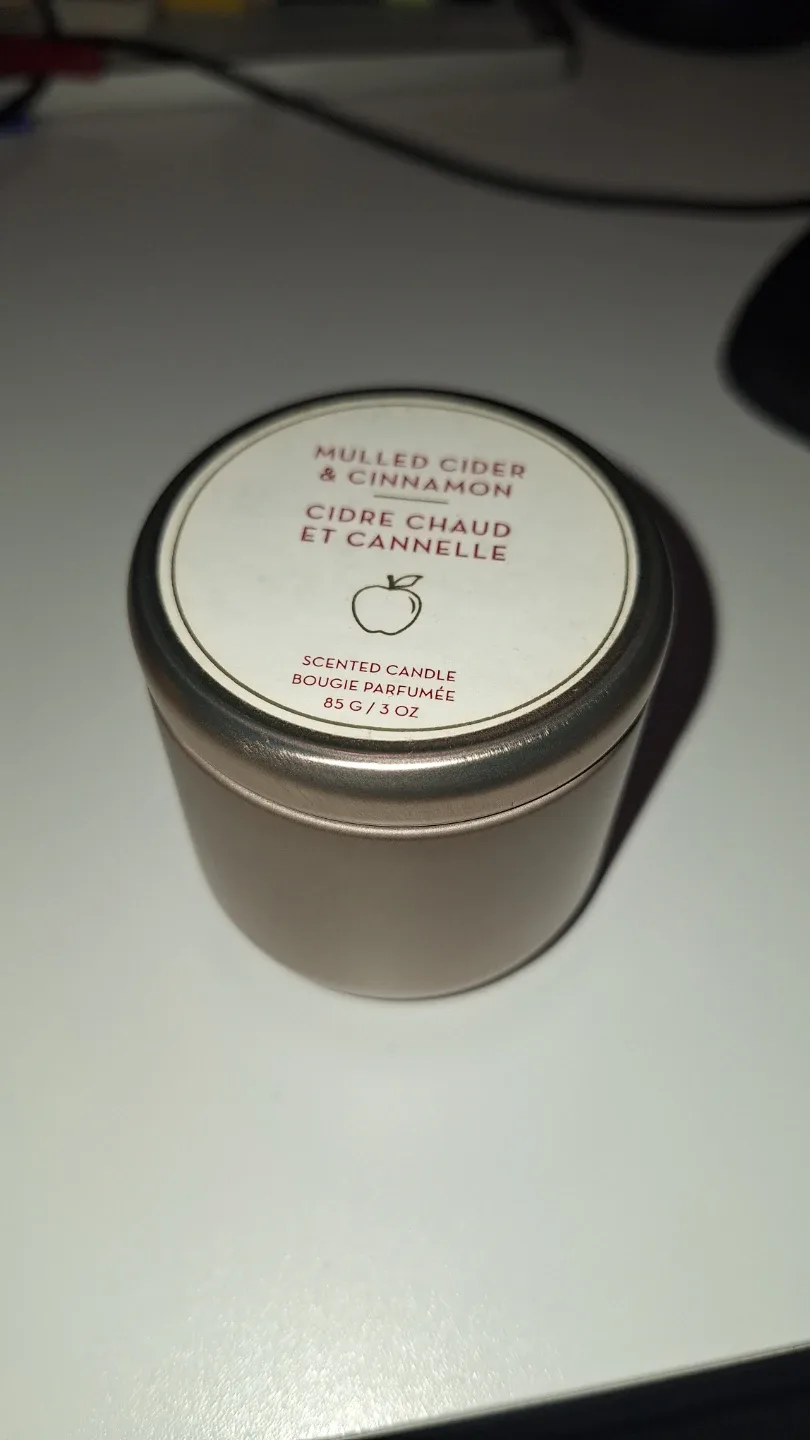 MULLED CIDER
& CINNAMON
CIDRE CHAUD
ET CANNELLE
SCENTED CANDLE
BOUGIE PARFUMÉE
85 G / 3 OZ